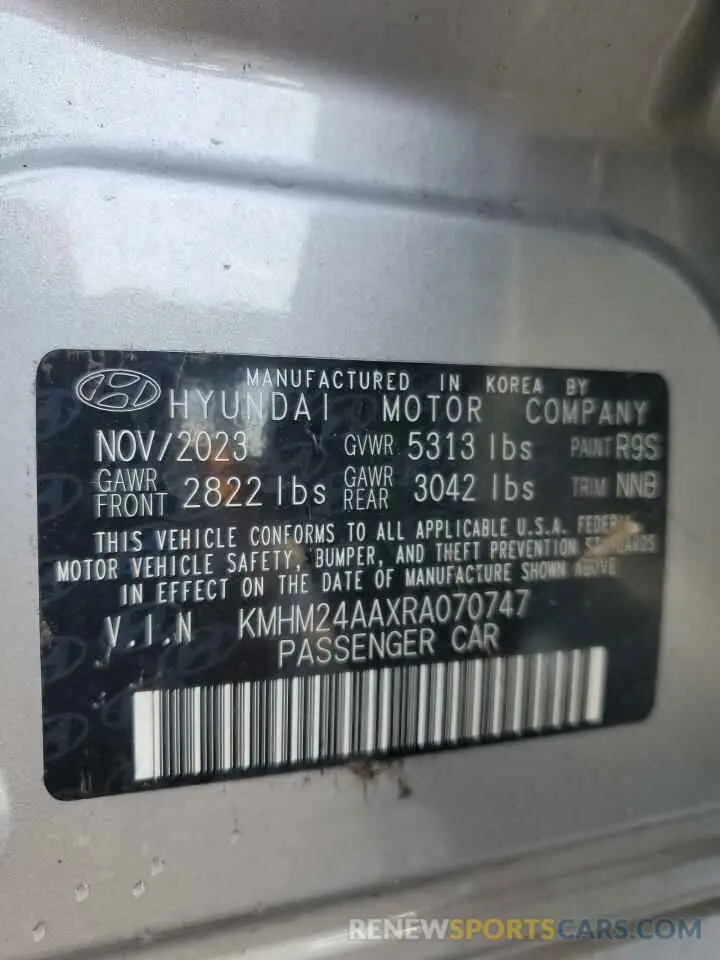 MANUFACTURED IN KOREA BY
HYUNDAI MOTOR COMPANY
NOV/2023 GVWR 5313 lbs PAINT R9S
GAWR FRONT 2822 lbs GAWR REAR 3042 lbs TRIM NNB
THIS VEHICLE CONFORMS TO ALL APPLICABLE U.S.A. FEDERAL
MOTOR VEHICLE SAFETY, BUMPER, AND THEFT PREVENTION STANDARDS
IN EFFECT ON THE DATE OF MANUFACTURE SHOWN ABOVE
V.I.N KMHM24AAXRA070747
PASSENGER CAR
RENEWSPORTSCARS.COM